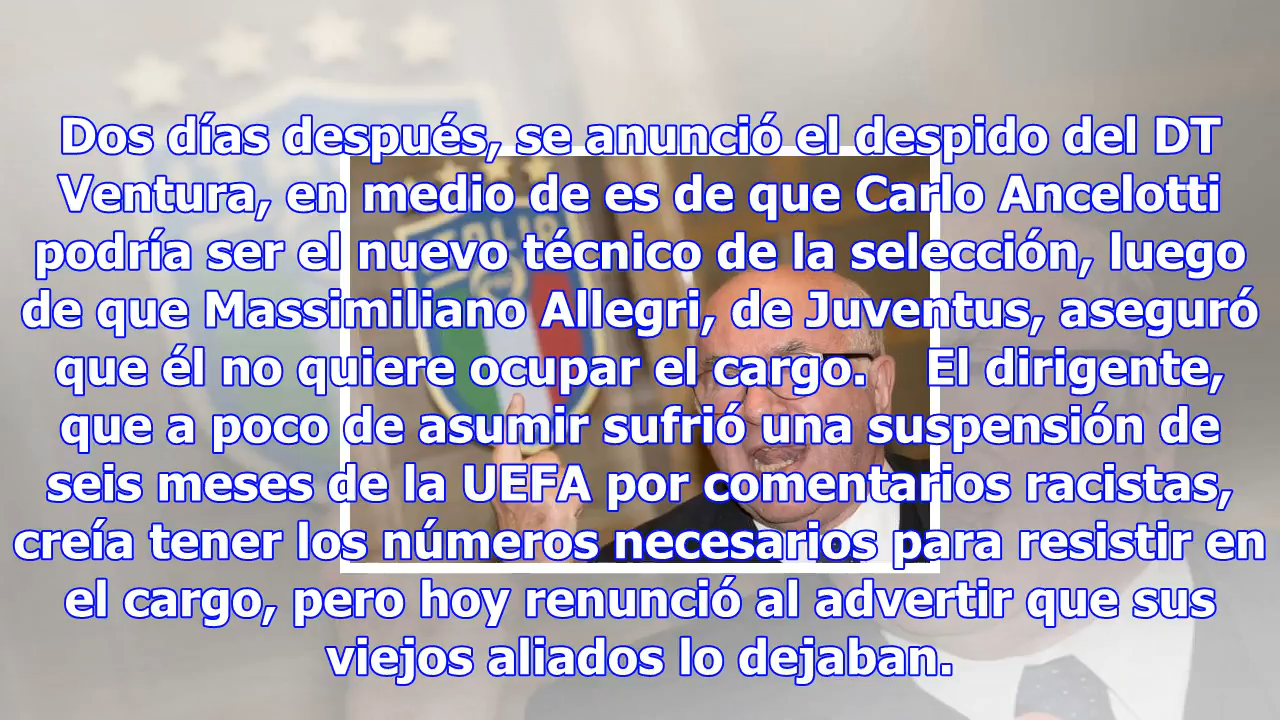 Dos días después, se anunció el despido del DT
Ventura, en medio de es de que Carlo Ancelotti
podría ser el nuevo técnico de la selección, luego
de que Massimiliano Allegri, de Juventus, aseguró
que él no quiere ocupar el cargo. El dirigente,
que a poco de asumir sufrió una suspensión de
seis meses de la UEFA por comentarios racistas,
creía tener los números necesarios para resistir en
el cargo, pero hoy renunció al advertir que sus
viejos aliados lo dejaban.
ITALIA